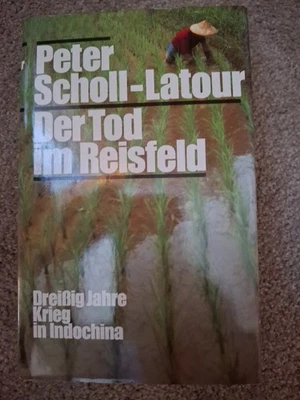 Peter
Scholl-Latour
Der Tod
im Reisfeld
Dreißig Jahre
Krieg
in Indochina